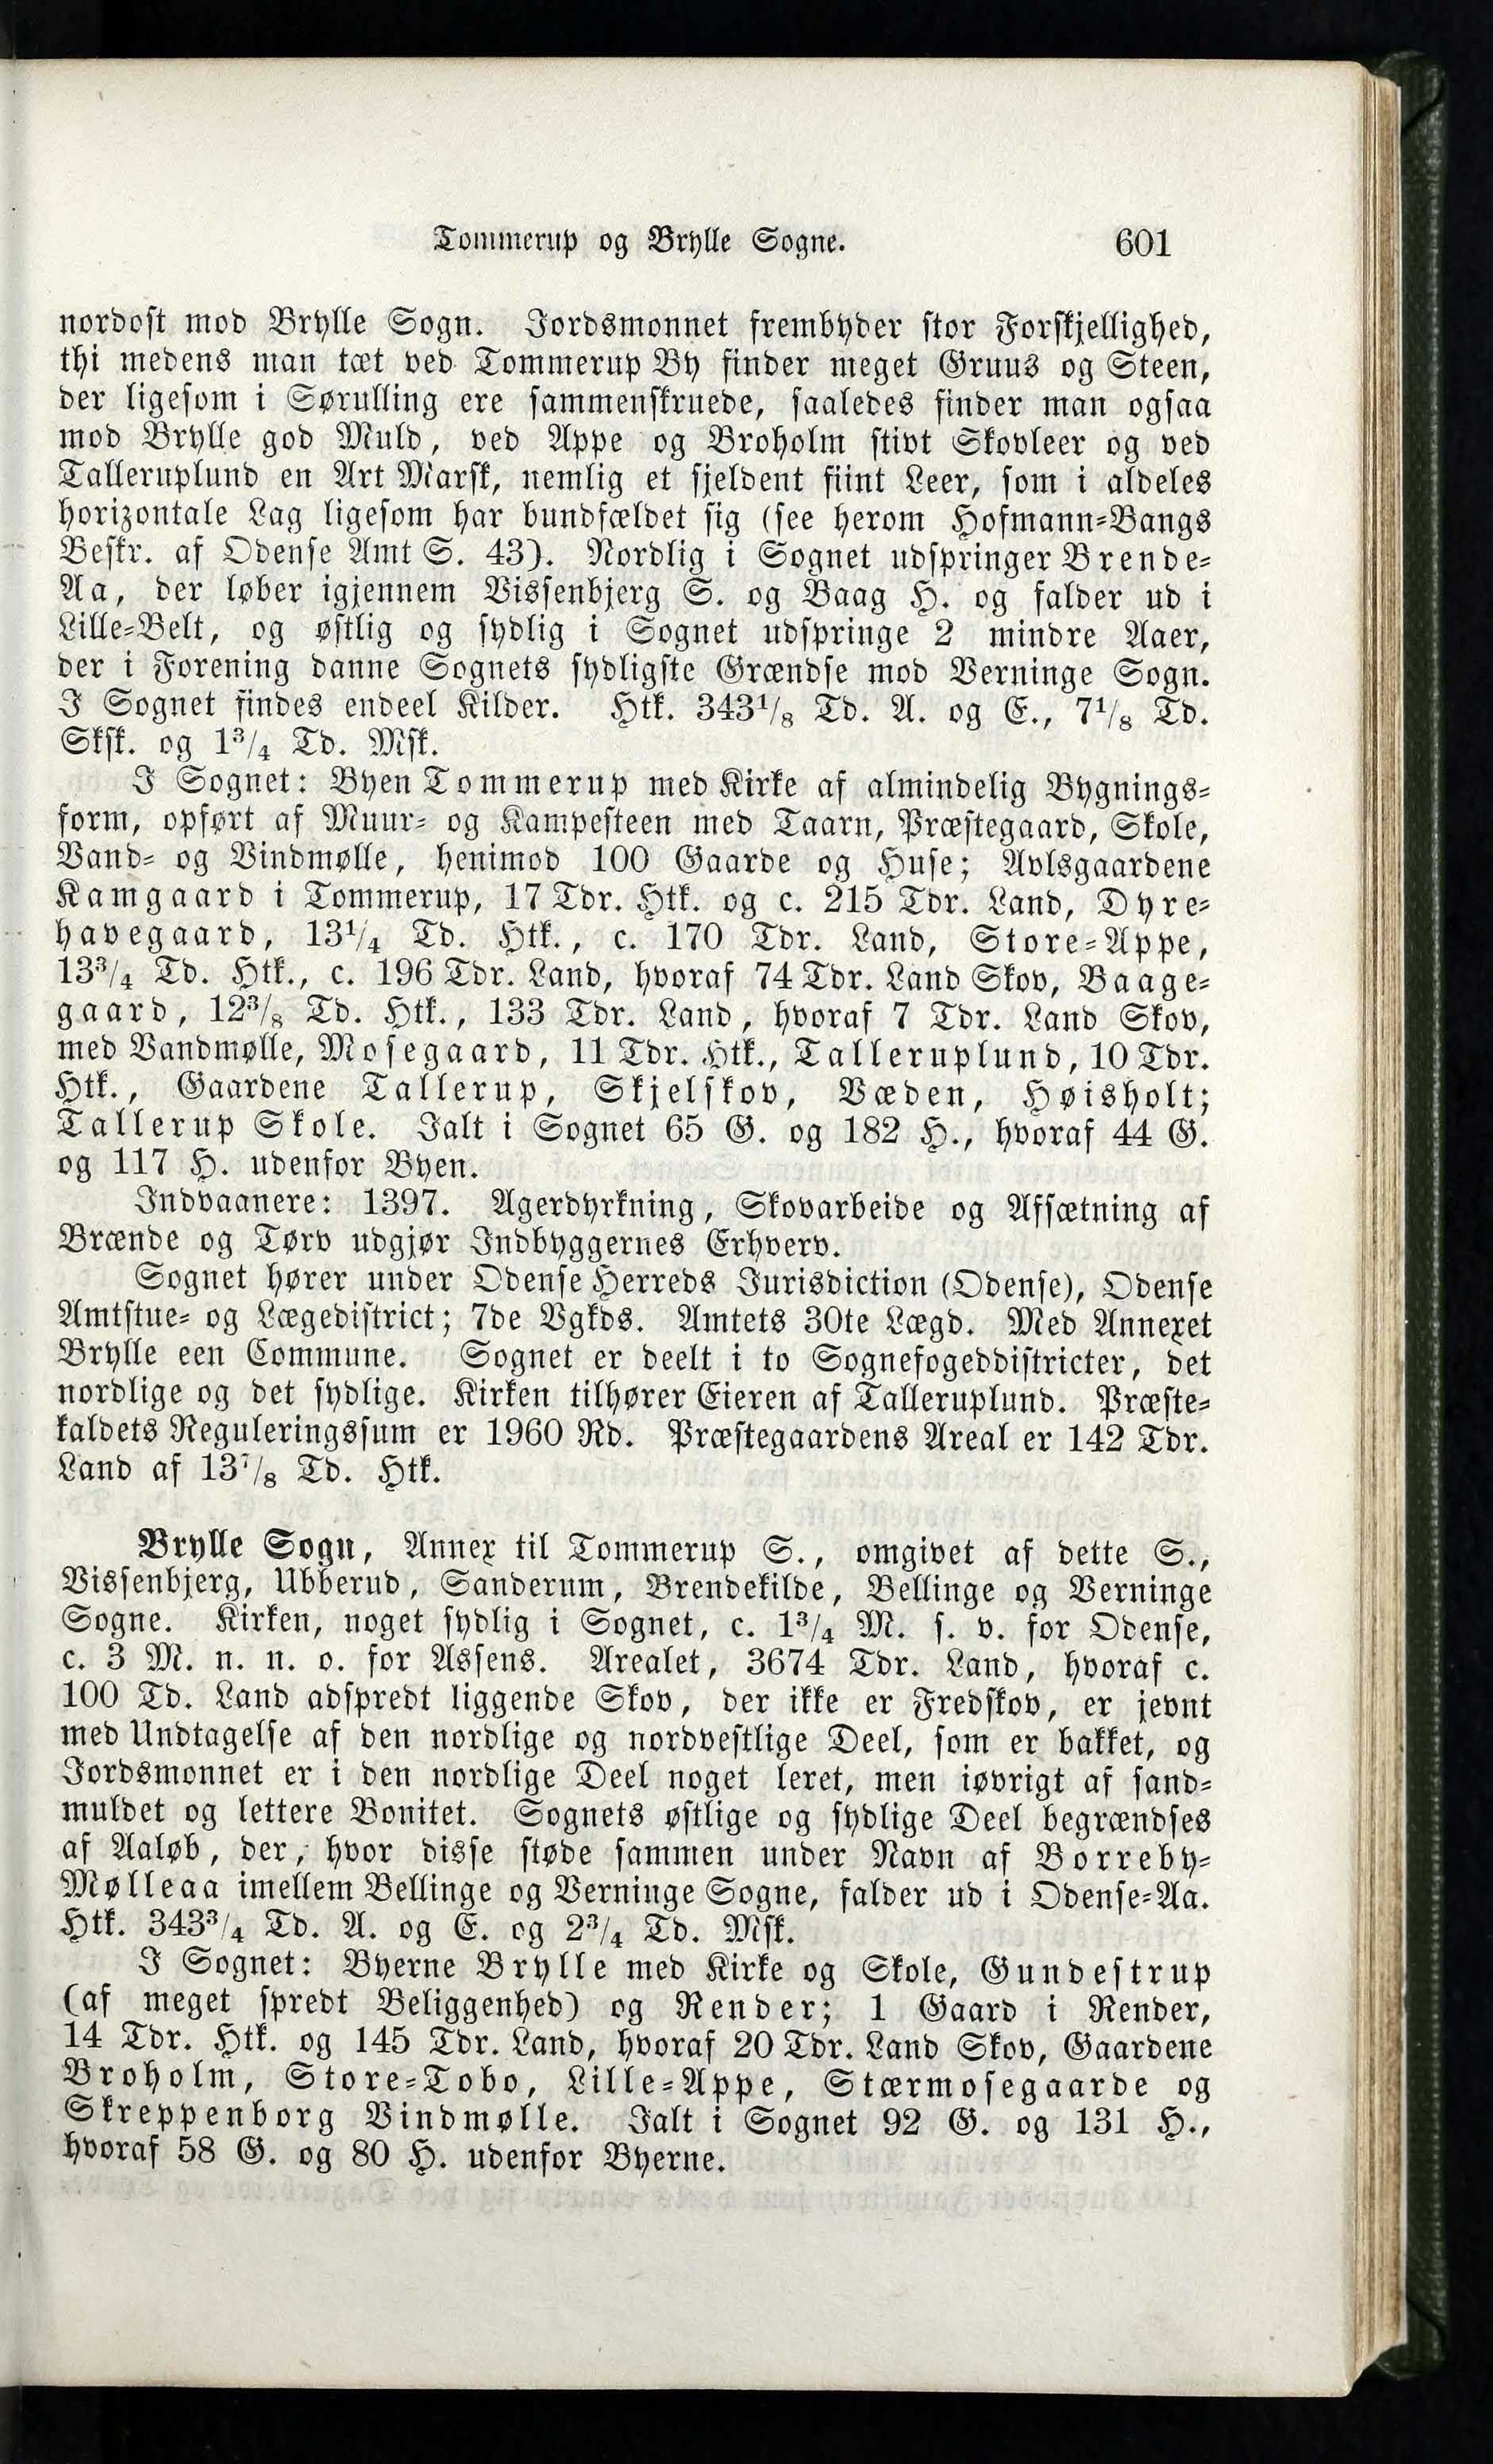 Tommerup og Brylle Sogne. 601
nordost mod Brylle Sogn. Jordsmonnet frembyder stor Forskjellighed,
thi medens man tæt ved Tommerup By finder meget Gruus og Steen,
der ligesom i Sørulling ere sammenskruede, saaledes finder man ogsaa
mod Brylle god Muld, ved Appe og Broholm stivt Skovleer og ved
Talleruplund en Art Marsk, nemlig et sjeldent fiint Leer, som i aldeles
horizontale Lag ligesom har bundfældet sig (see herom Hofmann-Bangs
Beskr. af Odense Amt S. 43). Nordlig i Sognet udspringer Brende-
Aa, der løber igjennem Vissenbjerg S. og Baag H. og falder ud i
Lille-Belt, og østlig og sydlig i Sognet udspringe 2 mindre Aaer,
der i Forening danne Sognets sydligste Grændse mod Verninge Sogn.
I Sognet findes endeel Kilder. Htk. 343¹/₈ Td. A. og E., 7¹/₈ Td.
Sksk. og 1³/₄ Td. Msk.
I Sognet: Byen Tommerup med Kirke af almindelig Bygnings-
form, opført af Muur- og Kampesteen med Taarn, Præstegaard, Skole,
Vand- og Vindmølle, henimod 100 Gaarde og Huse; Avlsgaardene
Kamgaard i Tommerup, 17 Tdr. Htk. og c. 215 Tdr. Land, Dyre-
havegaard, 13¹/₄ Td. Htk., c. 170 Tdr. Land, Store-Appe,
13³/₄ Td. Htk., c. 196 Tdr. Land, hvoraf 74 Tdr. Land Skov, Baage-
gaard, 12³/₈ Td. Htk., 133 Tdr. Land, hvoraf 7 Tdr. Land Skov,
med Vandmølle, Mosegaard, 11 Tdr. Htk., Talleruplund, 10 Tdr.
Htk., Gaardene Tallerup, Skjelskov, Væden, Høisholt;
Tallerup Skole. Ialt i Sognet 65 G. og 182 H., hvoraf 44 G.
og 117 H. udenfor Byen.
Indvaanere: 1397. Agerdyrkning, Skovarbeide og Afsætning af
Brænde og Tørv udgjør Indbyggernes Erhverv.
Sognet hører under Odense Herreds Jurisdiction (Odense), Odense
Amtstue- og Lægedistrict; 7de Vgkds. Amtets 30te Lægd. Med Annexet
Brylle een Commune. Sognet er deelt i to Sognefogeddistricter, det
nordlige og det sydlige. Kirken tilhører Eieren af Talleruplund. Præste-
kaldets Reguleringssum er 1960 Rd. Præstegaardens Areal er 142 Tdr.
Land af 13⁷/₈ Td. Htk.
Brylle Sogn, Annex til Tommerup S., omgivet af dette S.,
Vissenbjerg, Ubberud, Sanderum, Brendekilde, Bellinge og Verninge
Sogne. Kirken, noget sydlig i Sognet, c. 1³/₄ M. s. v. for Odense,
c. 3 M. n. n. o. for Assens. Arealet, 3674 Tdr. Land, hvoraf c.
100 Td. Land adspredt liggende Skov, der ikke er Fredskov, er jevnt
med Undtagelse af den nordlige og nordvestlige Deel, som er bakket, og
Jordsmonnet er i den nordlige Deel noget leret, men iøvrigt af sand-
muldet og lettere Bonitet. Sognets østlige og sydlige Deel begrændses
af Aaløb, der, hvor disse støde sammen under Navn af Borreby-
Mølleaa imellem Bellinge og Verninge Sogne, falder ud i Odense-Aa.
Htk. 343³/₄ Td. A. og E. og 2³/₄ Td. Msk.
I Sognet: Byerne Brylle med Kirke og Skole, Gundestrup
(af meget spredt Beliggenhed) og Render; 1 Gaard i Render,
14 Tdr. Htk. og 145 Tdr. Land, hvoraf 20 Tdr. Land Skov, Gaardene
Broholm, Store-Tobo, Lille-Appe, Stærmosegaarde og
Skreppenborg Vindmølle. Ialt i Sognet 92 G. og 131 H.,
hvoraf 58 G. og 80 H. udenfor Byerne.